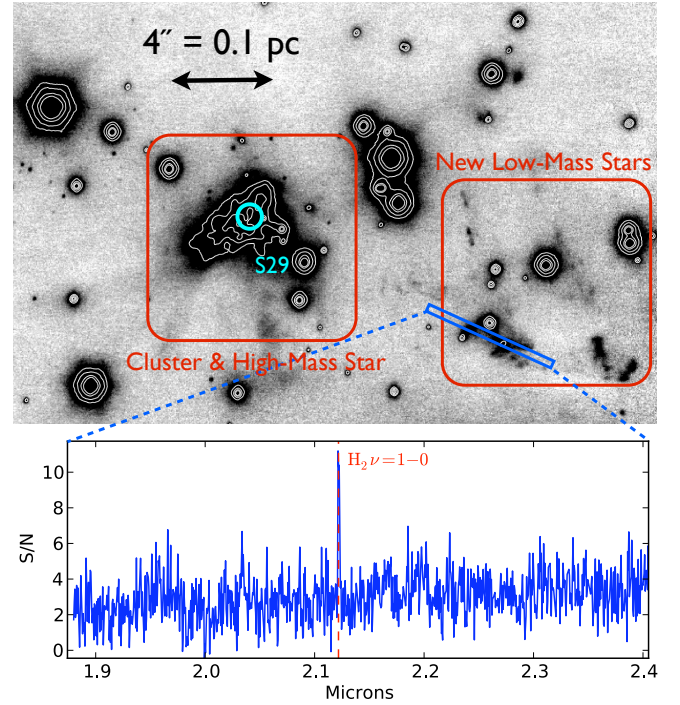 4″ = 0.1 pc
New Low-Mass Stars
S29
Cluster & High-Mass Star
H₂ ν=1−0
S/N
10
8
6
4
2
0
1.9 2.0 2.1 2.2 2.3 2.4
Microns